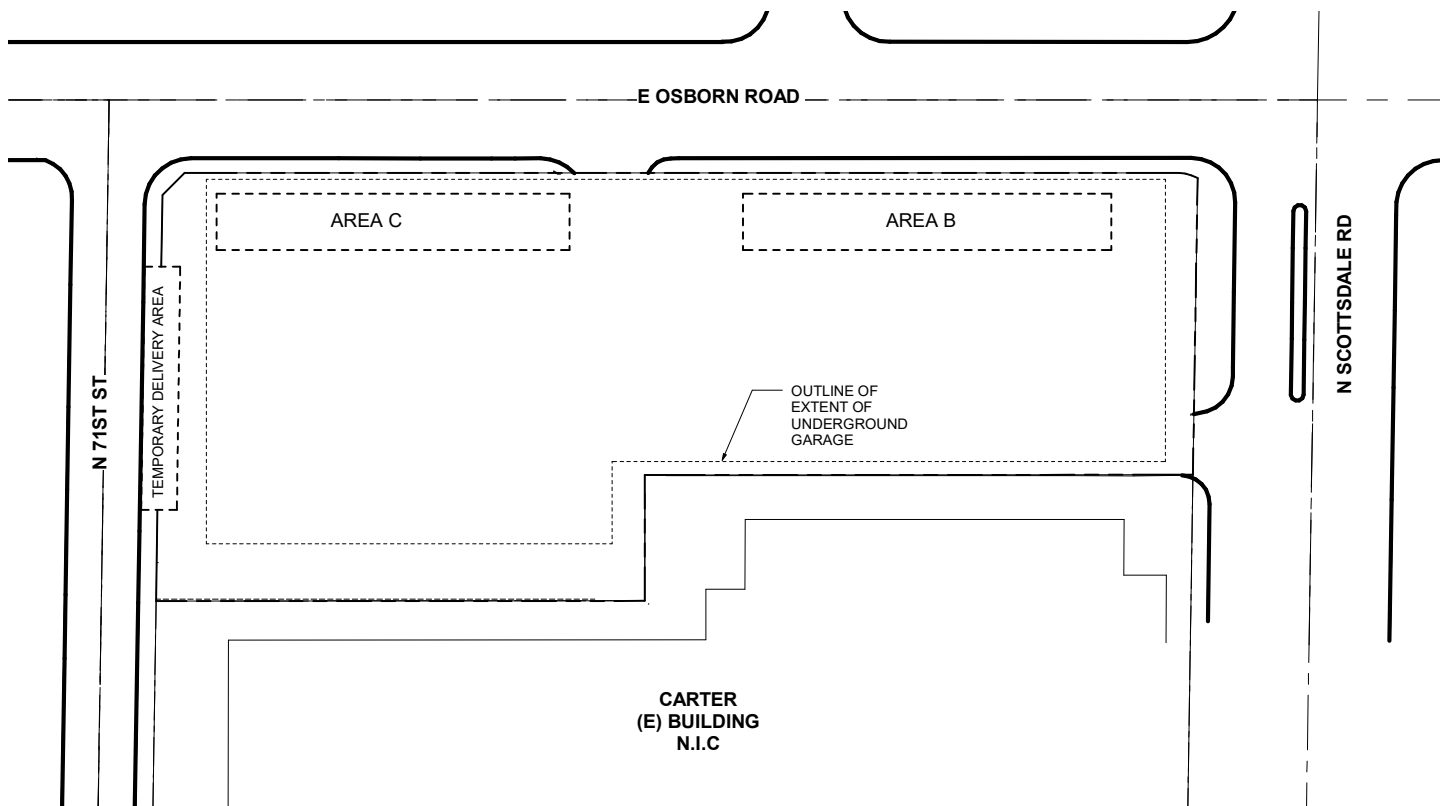 E OSBORN ROAD
AREA C
AREA B
TEMPORARY DELIVERY AREA
N 71ST ST
N SCOTTSDALE RD
OUTLINE OF
EXTENT OF
UNDERGROUND
GARAGE
CARTER
(E) BUILDING
N.I.C